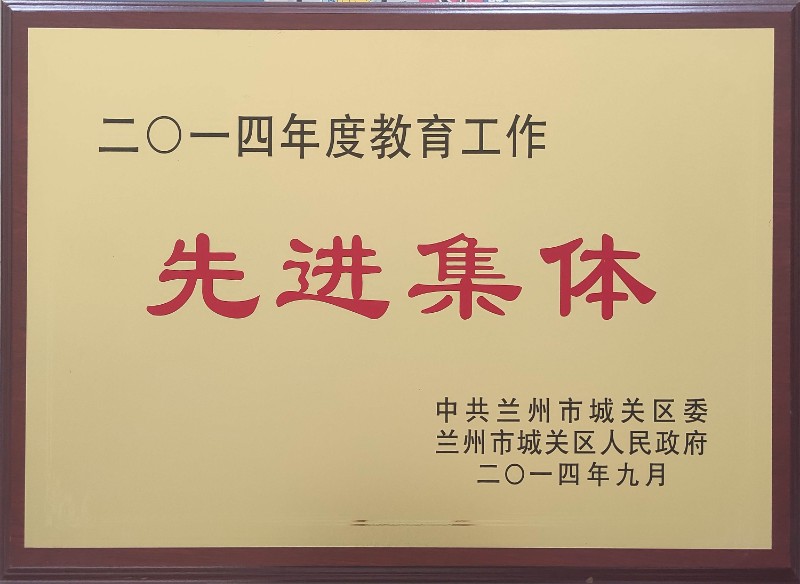 二〇一四年度教育工作
先进集体
中共兰州市城关区委
兰州市城关区人民政府
二〇一四年九月